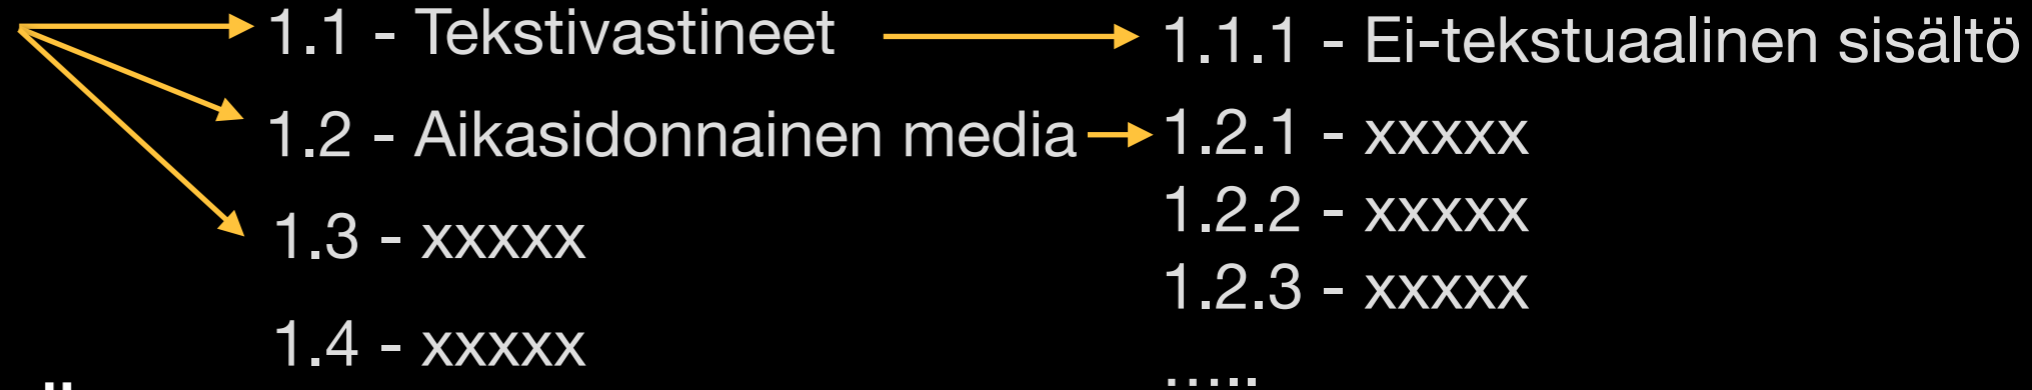 1.1 - Tekstivastineet
1.2 - Aikasidonnainen media
1.3 - xxxxx
1.4 - xxxxx
1.1.1 - Ei-tekstuaalinen sisältö
1.2.1 - xxxxx
1.2.2 - xxxxx
1.2.3 - xxxxx
…...